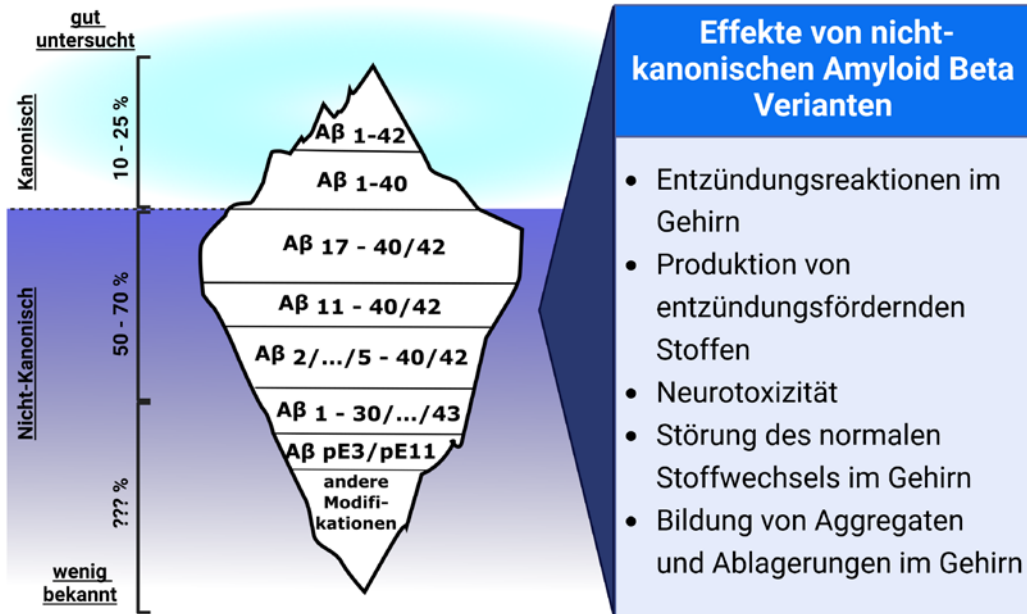 gut
untersucht
Kanonisch
10 - 25 %
Aβ 1-42
Aβ 1-40
Nicht-Kanonisch
50 - 70 %
??? %
Aβ 17 - 40/42
Aβ 11 - 40/42
Aβ 2/.../5 - 40/42
Aβ 1 - 30/.../43
Aβ pE3/pE11
andere
Modifi-
kationen
wenig
bekannt
Effekte von nicht-
kanonischen Amyloid Beta
Verianten
• Entzündungsreaktionen im
Gehirn
• Produktion von
entzündungsfördernden
Stoffen
• Neurotoxizität
• Störung des normalen
Stoffwechsels im Gehirn
• Bildung von Aggregaten
und Ablagerungen im Gehirn